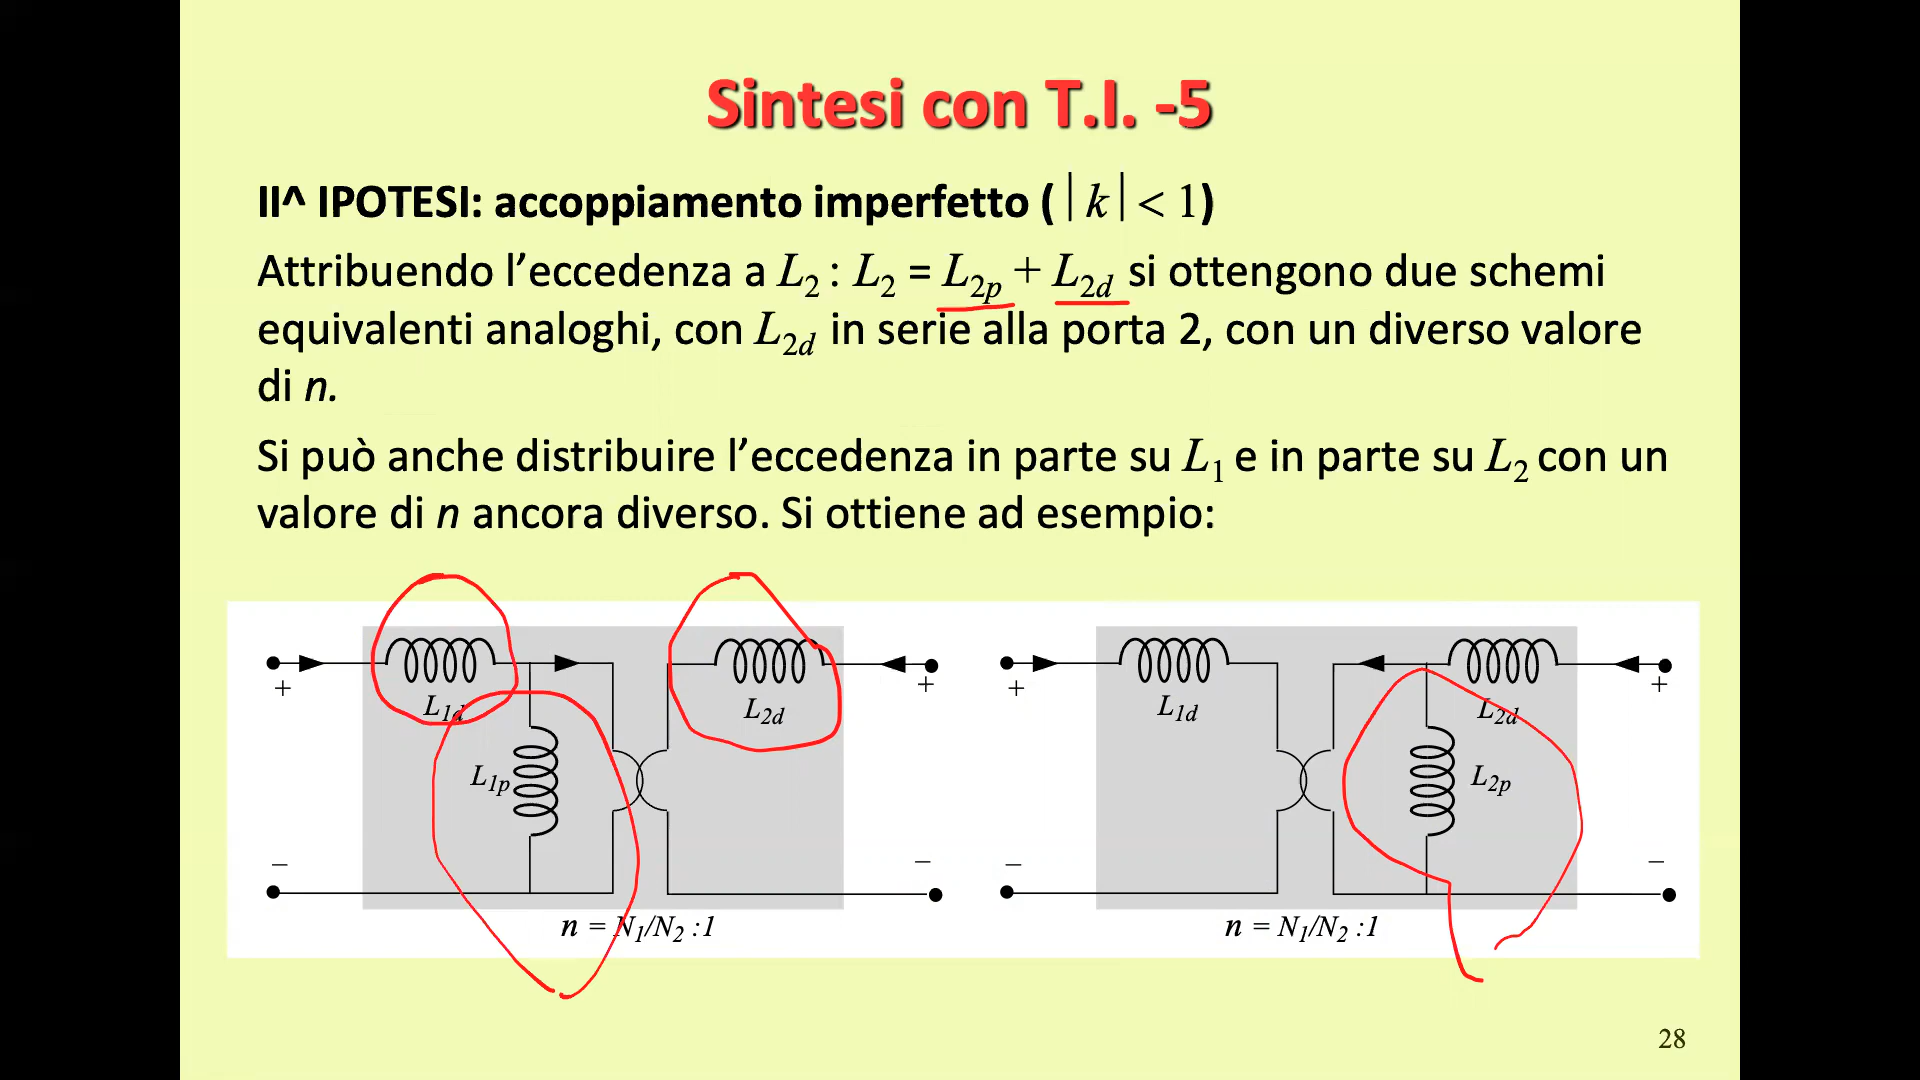 Sintesi con T.I. -5
II^ IPOTESI: accoppiamento imperfetto (|k| < 1)
Attribuendo l’eccedenza a L2 : L2 = L2p + L2d si ottengono due schemi
equivalenti analoghi, con L2d in serie alla porta 2, con un diverso valore
di n.
Si può anche distribuire l’eccedenza in parte su L1 e in parte su L2 con un
valore di n ancora diverso. Si ottiene ad esempio:
+ L1d L2d +
L1p
– –
n = N1/N2 :1
+ L1d L2d +
L2p
– –
n = N1/N2 :1
28